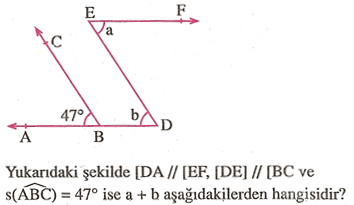 E
F
a
C
47°
b
A
B
D
Yukarıdaki şekilde [DA // [EF, [DE] // [BC ve
s(ABC) = 47° ise a + b aşağıdakilerden hangisidir?